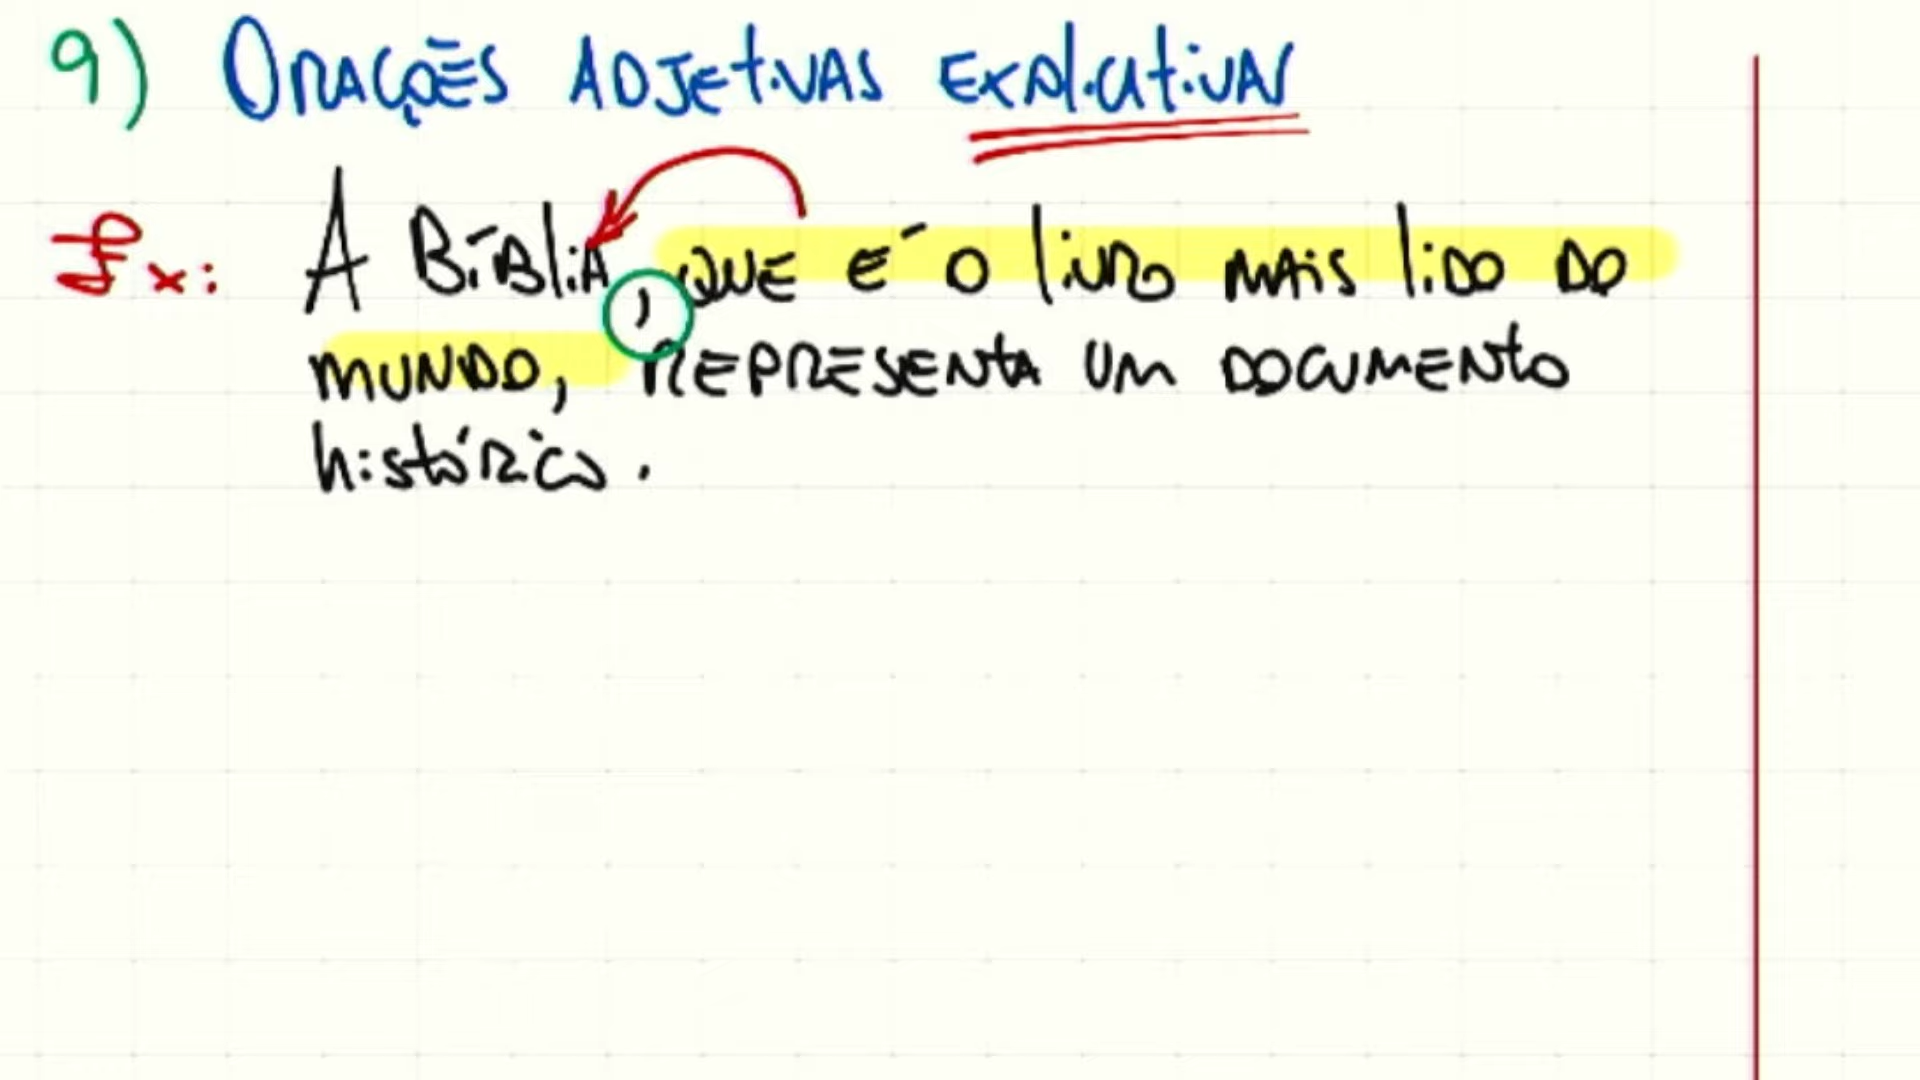 9) Orações Adjetivas Explicativas
Ex: A Bíblia, que é o livro mais lido do
mundo, representa um documento
histórico.